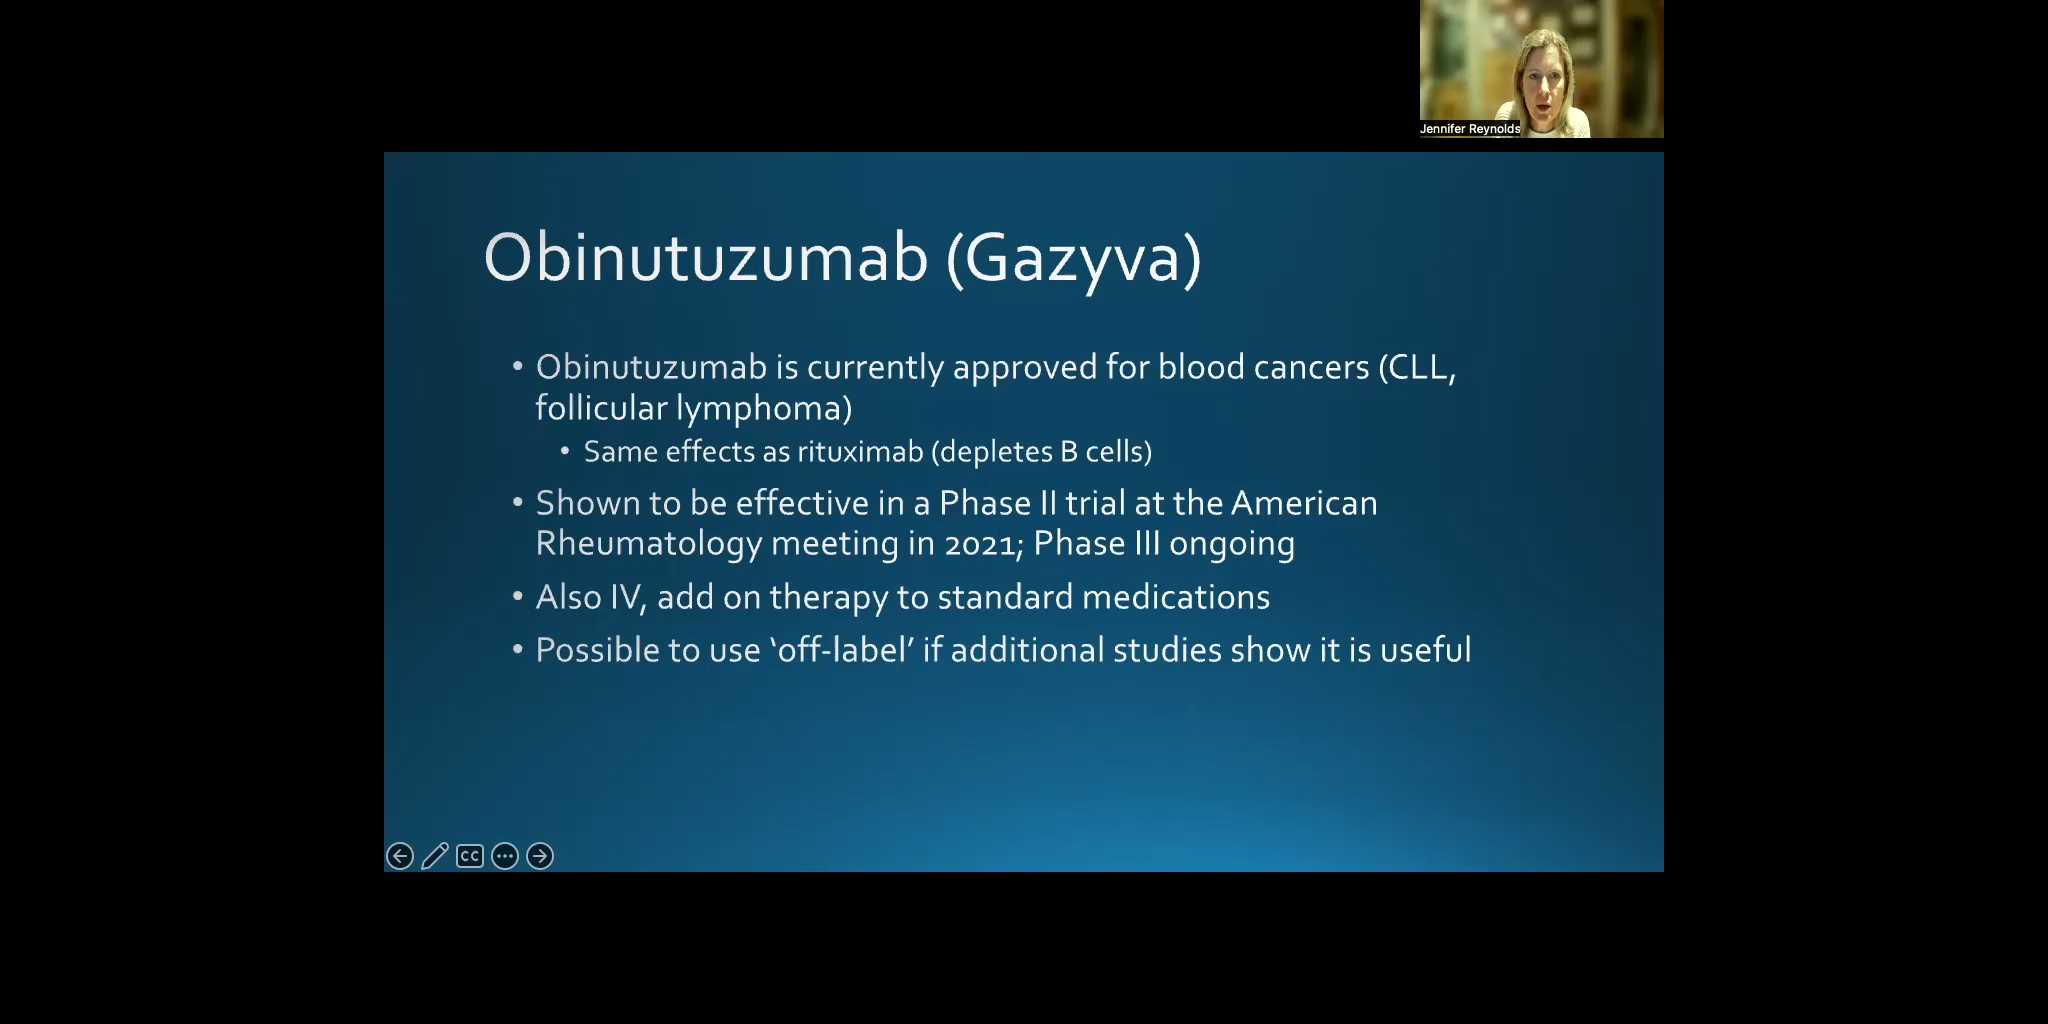 Jennifer Reynolds
Obinutuzumab (Gazyva)
• Obinutuzumab is currently approved for blood cancers (CLL,
follicular lymphoma)
• Same effects as rituximab (depletes B cells)
• Shown to be effective in a Phase II trial at the American
Rheumatology meeting in 2021; Phase III ongoing
• Also IV, add on therapy to standard medications
• Possible to use ‘off-label’ if additional studies show it is useful
CC